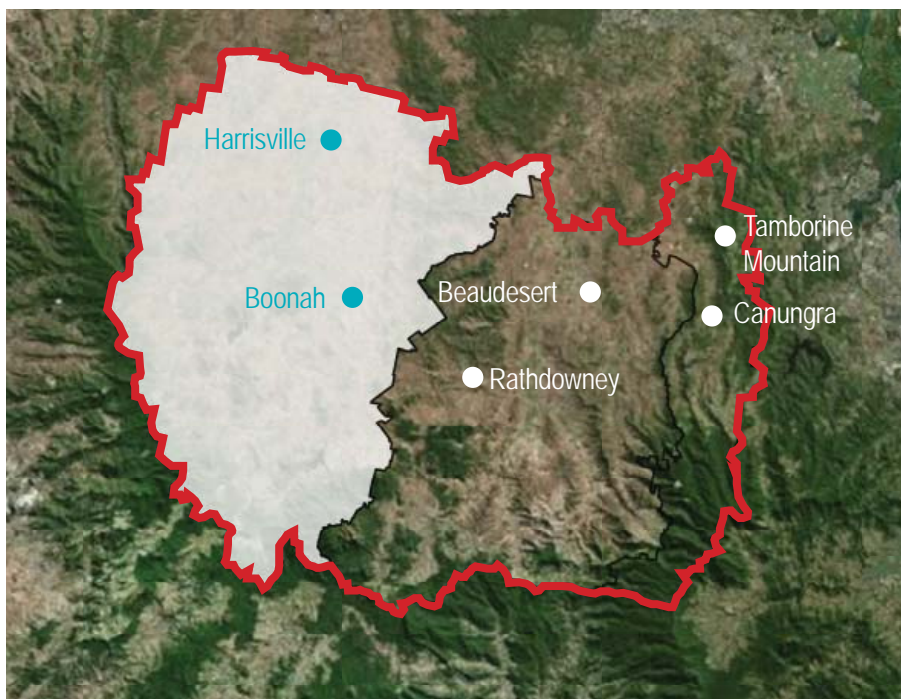 Harrisville
Tamborine
Mountain
Boonah
Beaudesert
Canungra
Rathdowney